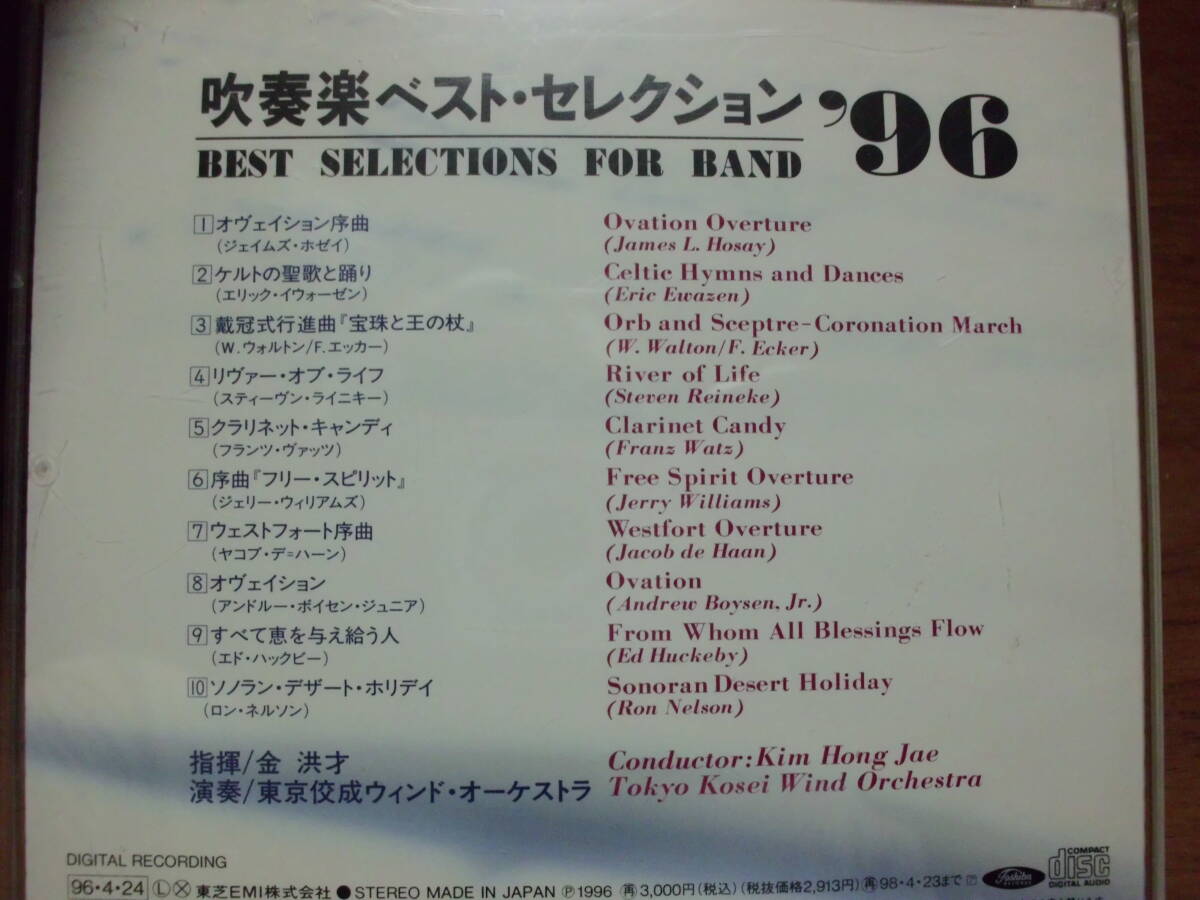 吹奏楽ベスト・セレクション '96
BEST SELECTIONS FOR BAND
1 オヴェイション序曲 Ovation Overture
(ジェイムズ・ホゼイ) (James L. Hosay)
2 ケルトの聖歌と踊り Celtic Hymns and Dances
(エリック・イウォーゼン) (Eric Ewazen)
3 戴冠式行進曲『宝珠と王の杖』 Orb and Sceptre-Coronation March
(W.ウォルトン/F.エッカー) (W. Walton/F. Ecker)
4 リヴァー・オブ・ライフ River of Life
(スティーヴン・ライニキー) (Steven Reineke)
5 クラリネット・キャンディ Clarinet Candy
(フランツ・ヴァッツ) (Franz Watz)
6 序曲『フリー・スピリット』 Free Spirit Overture
(ジェリー・ウィリアムズ) (Jerry Williams)
7 ウェストフォート序曲 Westfort Overture
(ヤコブ・デ=ハーン) (Jacob de Haan)
8 オヴェイション Ovation
(アンドルー・ボイセン・ジュニア) (Andrew Boysen, Jr.)
9 すべて恵を与え給う人 From Whom All Blessings Flow
(エド・ハックビー) (Ed Huckeby)
10 ソノラン・デザート・ホリデイ Sonoran Desert Holiday
(ロン・ネルソン) (Ron Nelson)
指揮/金 洪才 Conductor:Kim Hong Jae
演奏/東京佼成ウィンド・オーケストラ Tokyo Kosei Wind Orchestra
DIGITAL RECORDING
96・4・24 Ⓛ Ⓧ 東芝EMI株式会社 ● STEREO MADE IN JAPAN Ⓟ1996 再 3,000円(税込)(税抜価格2,913円) 再 98・4・23まで Toshiba RECORDS COMPACT disc DIGITAL AUDIO